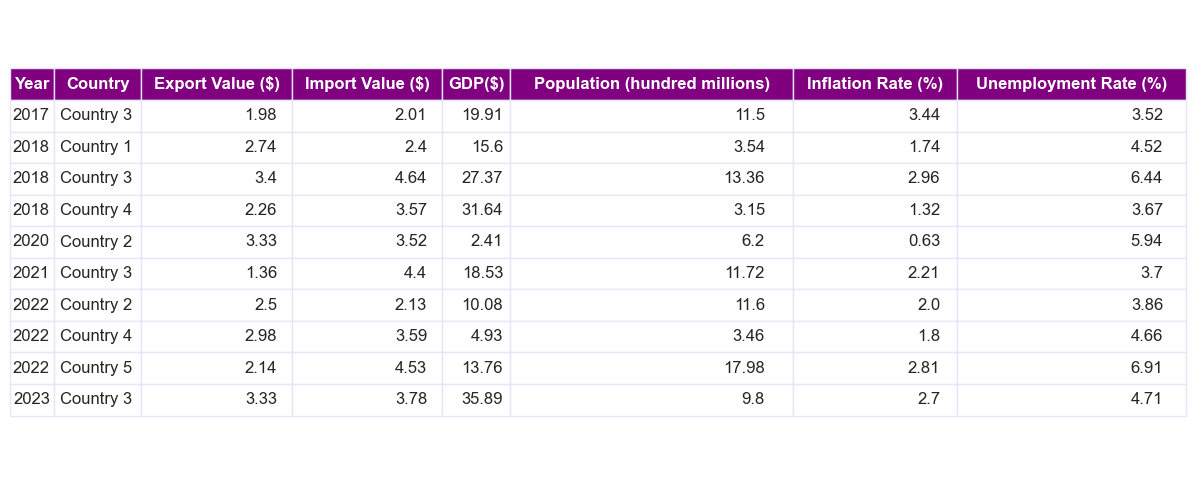 Year Country Export Value ($) Import Value ($) GDP($) Population (hundred millions) Inflation Rate (%) Unemployment Rate (%)
2017 Country 3 1.98 2.01 19.91 11.5 3.44 3.52
2018 Country 1 2.74 2.4 15.6 3.54 1.74 4.52
2018 Country 3 3.4 4.64 27.37 13.36 2.96 6.44
2018 Country 4 2.26 3.57 31.64 3.15 1.32 3.67
2020 Country 2 3.33 3.52 2.41 6.2 0.63 5.94
2021 Country 3 1.36 4.4 18.53 11.72 2.21 3.7
2022 Country 2 2.5 2.13 10.08 11.6 2.0 3.86
2022 Country 4 2.98 3.59 4.93 3.46 1.8 4.66
2022 Country 5 2.14 4.53 13.76 17.98 2.81 6.91
2023 Country 3 3.33 3.78 35.89 9.8 2.7 4.71